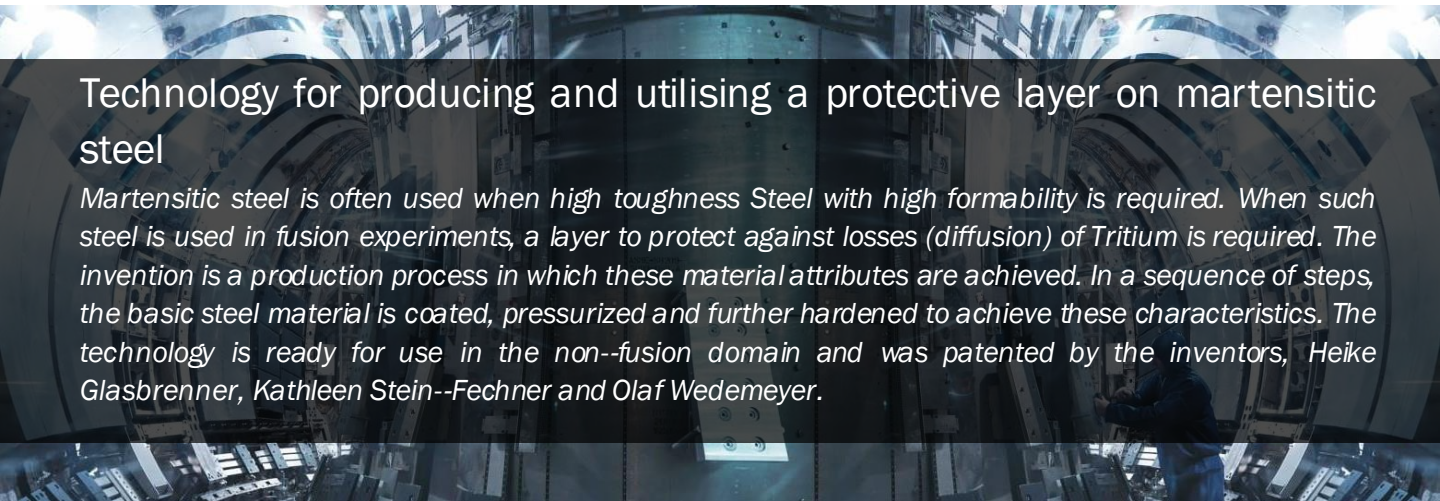 Technology for producing and utilising a protective layer on martensitic
steel
Martensitic steel is often used when high toughness Steel with high formability is required. When such
steel is used in fusion experiments, a layer to protect against losses (diffusion) of Tritium is required. The
invention is a production process in which these material attributes are achieved. In a sequence of steps,
the basic steel material is coated, pressurized and further hardened to achieve these characteristics. The
technology is ready for use in the non--fusion domain and was patented by the inventors, Heike
Glasbrenner, Kathleen Stein--Fechner and Olaf Wedemeyer.